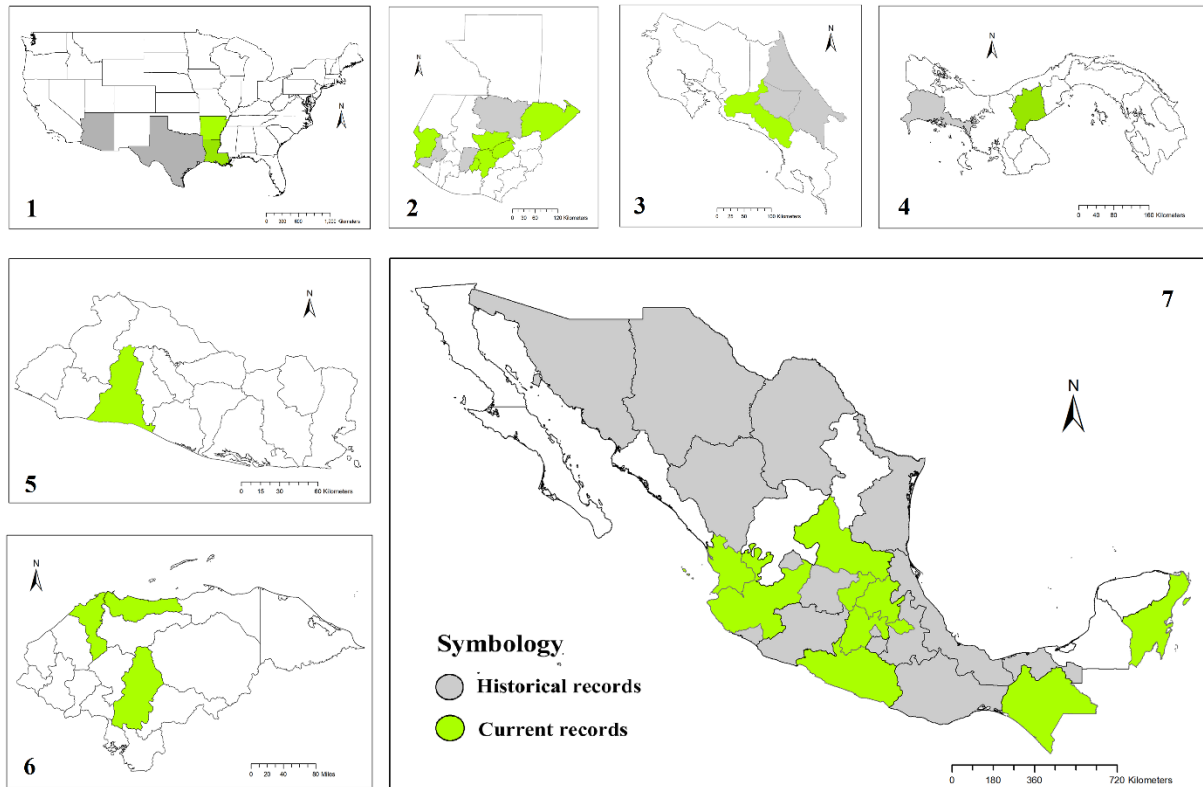 N
1
N
0 30 60 120 Kilometers
2
N
0 25 50 100 Kilometers
3
N
0 40 80 160 Kilometers
4
N
0 15 30 60 Kilometers
5
N
0 20 40 80 Miles
6
7
N
Symbology
Historical records
Current records
0 180 360 720 Kilometers